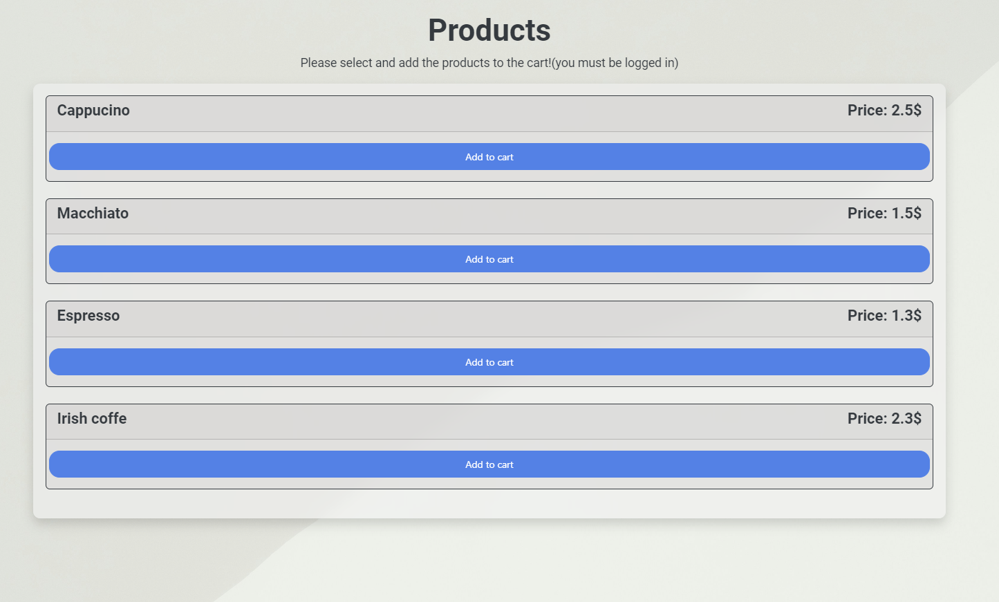 Products
Please select and add the products to the cart!(you must be logged in)
Cappucino Price: 2.5$
Add to cart
Macchiato Price: 1.5$
Add to cart
Espresso Price: 1.3$
Add to cart
Irish coffe Price: 2.3$
Add to cart